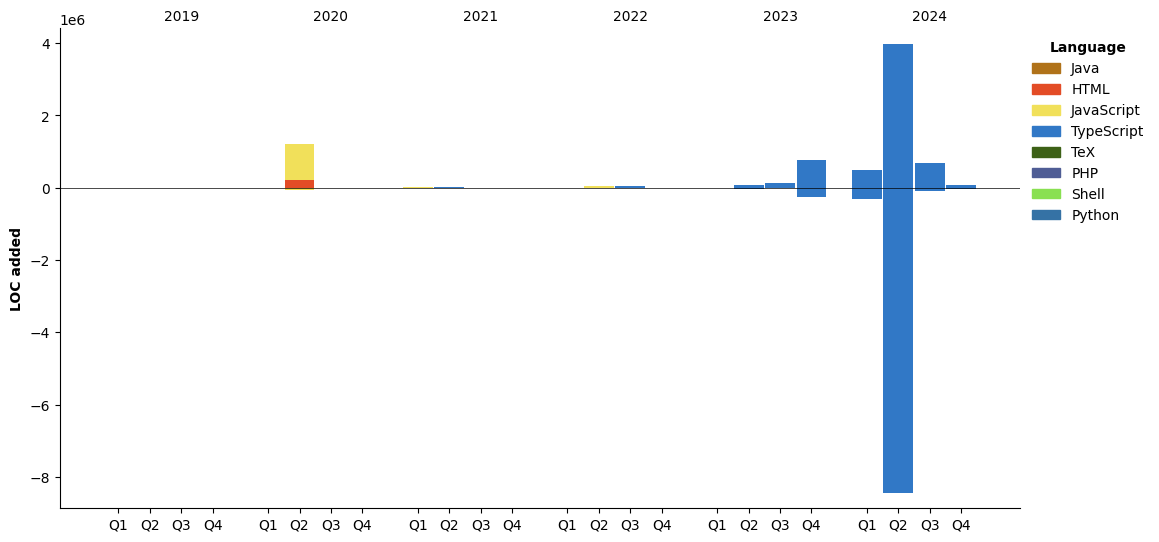 1e6
2019 2020 2021 2022 2023 2024
4
2
0
−2
−4
−6
−8
LOC added
Q1 Q2 Q3 Q4 Q1 Q2 Q3 Q4 Q1 Q2 Q3 Q4 Q1 Q2 Q3 Q4 Q1 Q2 Q3 Q4 Q1 Q2 Q3 Q4
Language
Java
HTML
JavaScript
TypeScript
TeX
PHP
Shell
Python